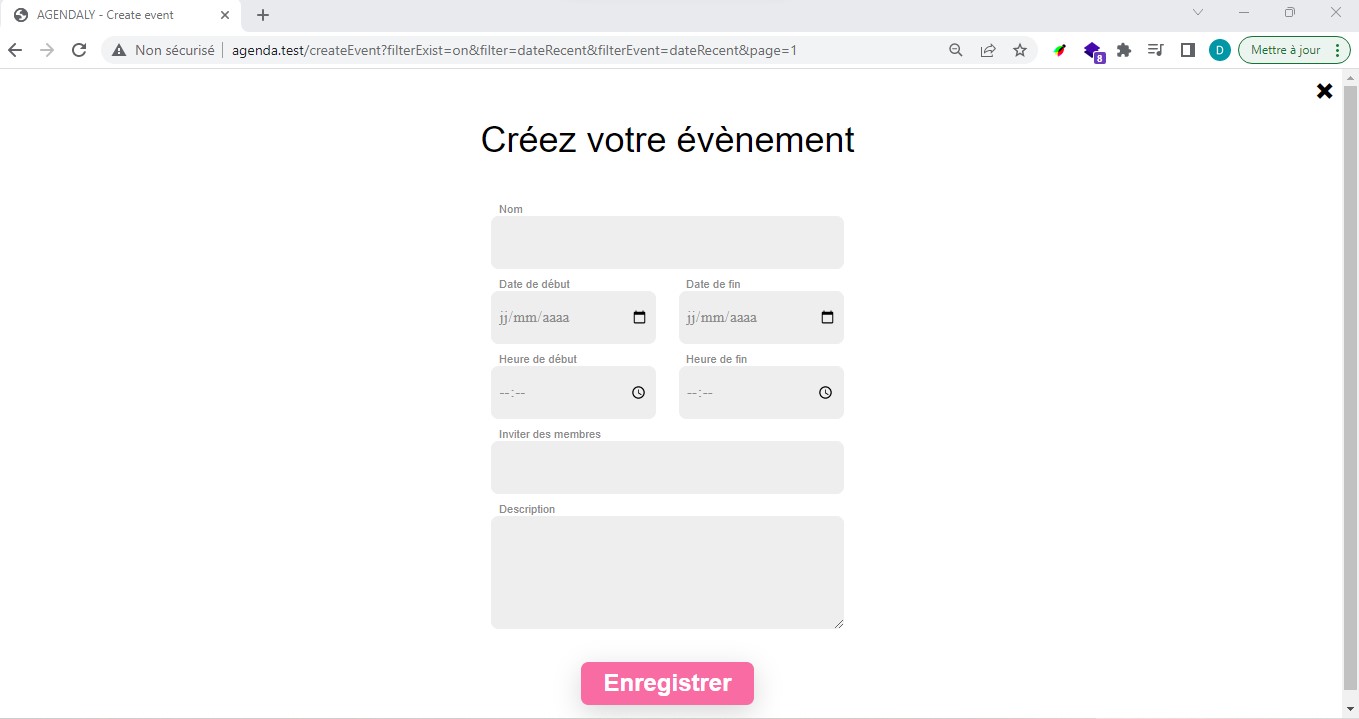 AGENDALY - Create event
Non sécurisé agenda.test/createEvent?filterExist=on&filter=dateRecent&filterEvent=dateRecent&page=1 8 D Mettre à jour
Créez votre évènement
Nom
Date de début Date de fin
jj/mm/aaaa jj/mm/aaaa
Heure de début Heure de fin
--:-- --:--
Inviter des membres
Description
Enregistrer